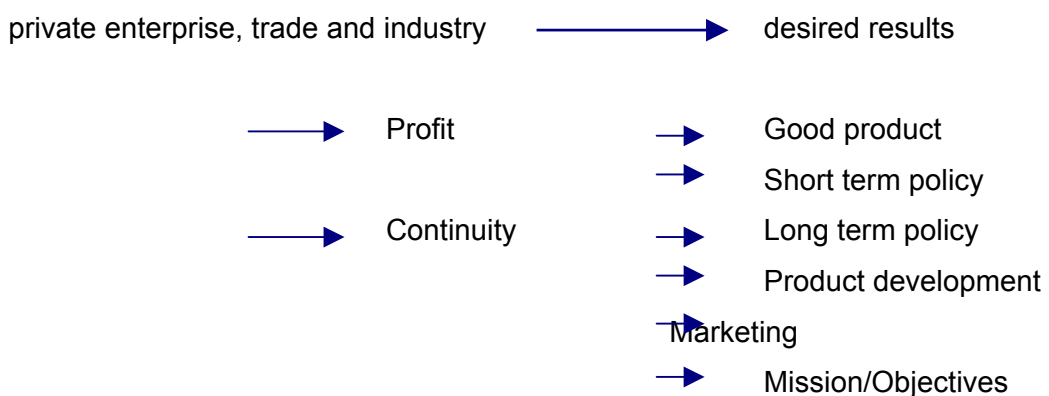 private enterprise, trade and industry desired results
Profit Good product
Short term policy
Continuity Long term policy
Product development
Marketing
Mission/Objectives